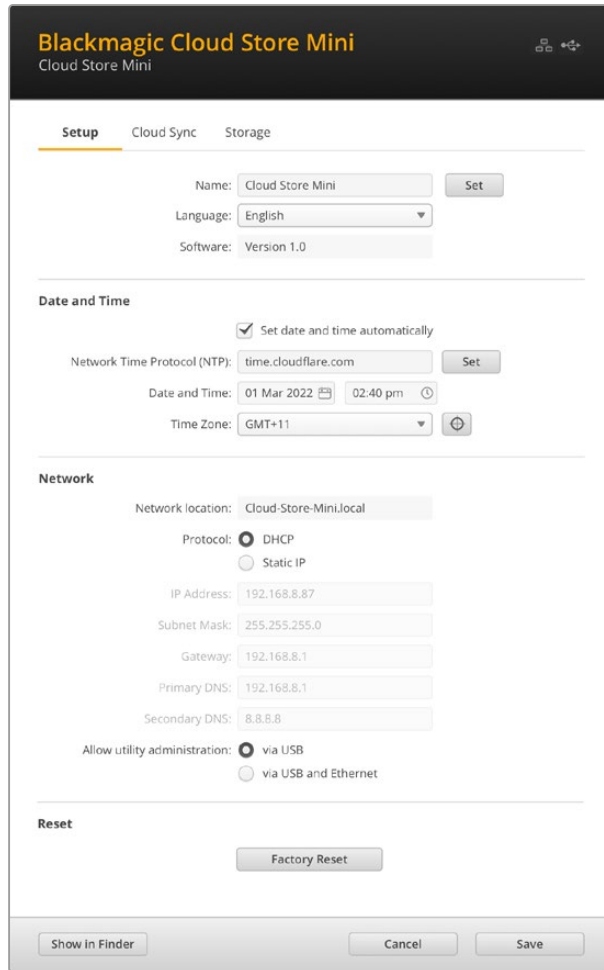 Blackmagic Cloud Store Mini
Cloud Store Mini
Setup Cloud Sync Storage
Name: Cloud Store Mini Set
Language: English
Software: Version 1.0
Date and Time
Set date and time automatically
Network Time Protocol (NTP): time.cloudflare.com Set
Date and Time: 01 Mar 2022 02:40 pm
Time Zone: GMT+11
Network
Network location: Cloud-Store-Mini.local
Protocol: DHCP
Static IP
IP Address: 192.168.8.87
Subnet Mask: 255.255.255.0
Gateway: 192.168.8.1
Primary DNS: 192.168.8.1
Secondary DNS: 8.8.8.8
Allow utility administration: via USB
via USB and Ethernet
Reset
Factory Reset
Show in Finder Cancel Save